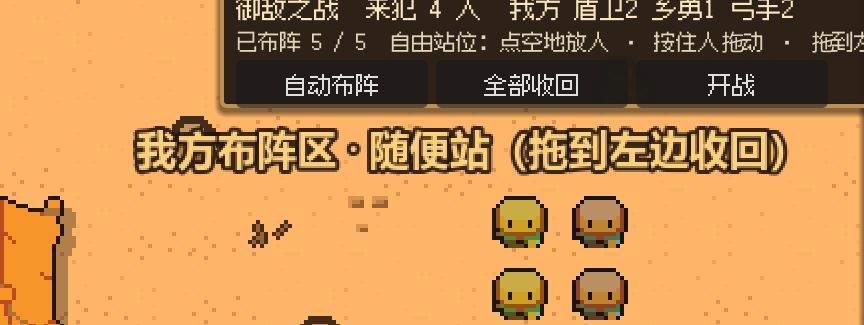 御敌之战 来犯 4 人 我方 盾卫2 乡勇1 弓手2
已布阵 5 / 5 自由站位：点空地放人 · 按住人拖动 · 拖到左
自动布阵 全部收回 开战
我方布阵区·随便站（拖到左边收回）